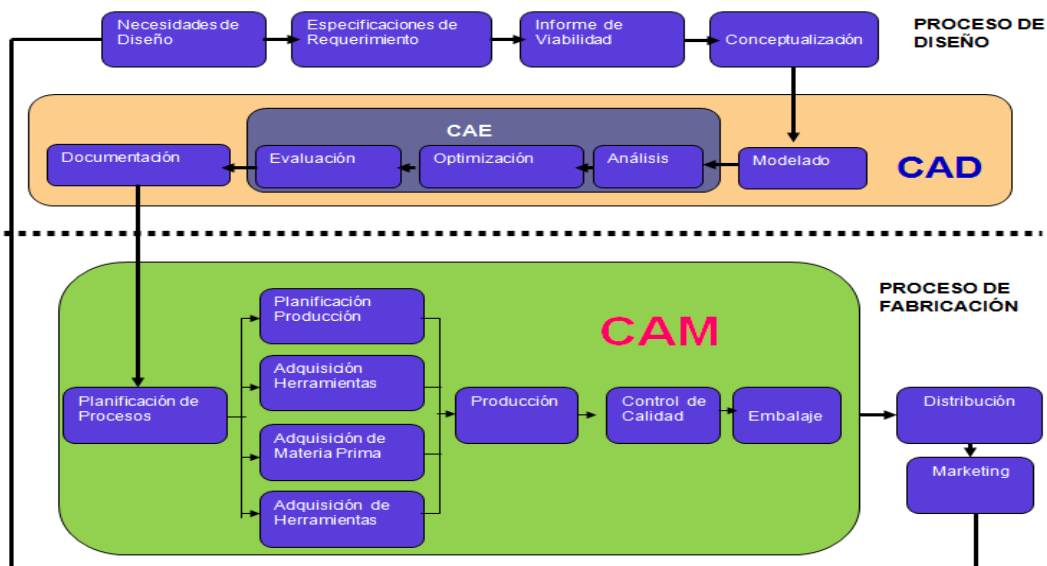 Necesidades de
Diseño
Especificaciones de
Requerimiento
Informe de
Viabilidad
Conceptualización
PROCESO DE
DISEÑO
CAE
Documentación
Evaluación
Optimización
Análisis
Modelado
CAD
PROCESO DE
FABRICACIÓN
CAM
Planificación
Producción
Adquisición
Herramientas
Planificación de
Procesos
Adquisición de
Materia Prima
Adquisición de
Herramientas
Producción
Control de
Calidad
Embalaje
Distribución
Marketing